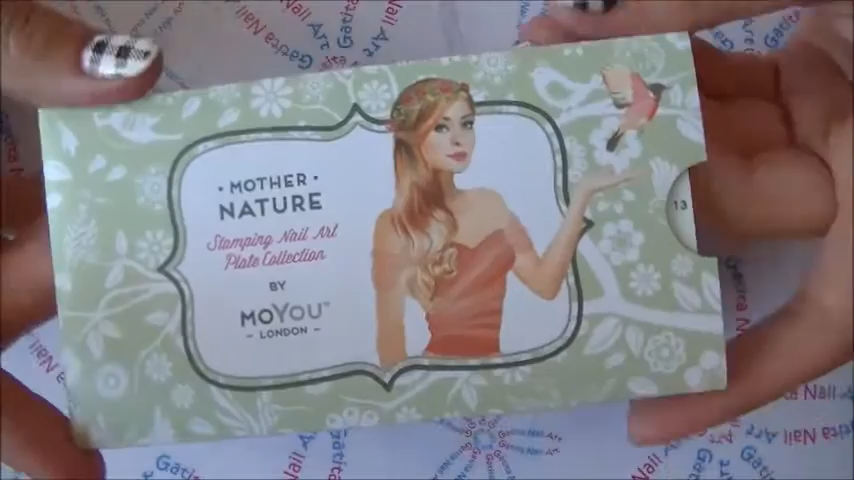 · MOTHER ·
NATURE
Stamping Nail Art
Plate Collection
BY
MOYOU™
- LONDON -
13
Gatita Nail Art